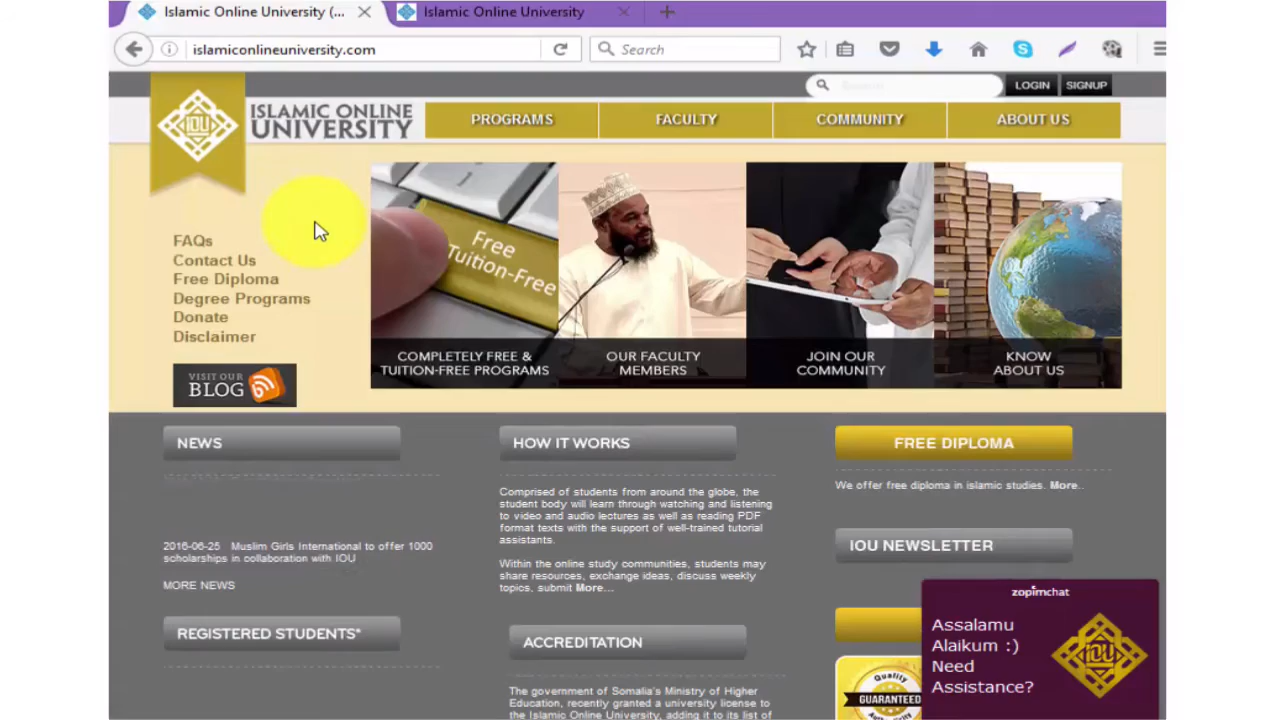 Islamic Online University (...
Islamic Online University
islamiconlineuniversity.com
Search
LOGIN
SIGNUP
IOU
ISLAMIC ONLINE
UNIVERSITY
PROGRAMS
FACULTY
COMMUNITY
ABOUT US
FAQs
Contact Us
Free Diploma
Degree Programs
Donate
Disclaimer
VISIT OUR
BLOG
Free
Tuition-Free
COMPLETELY FREE &
TUITION-FREE PROGRAMS
OUR FACULTY
MEMBERS
JOIN OUR
COMMUNITY
KNOW
ABOUT US
NEWS
2016-06-25 Muslim Girls International to offer 1000
scholarships in collaboration with IOU
MORE NEWS
REGISTERED STUDENTS*
HOW IT WORKS
Comprised of students from around the globe, the
student body will learn through watching and listening
to video and audio lectures as well as reading PDF
format texts with the support of well-trained tutorial
assistants.
Within the online study communities, students may
share resources, exchange ideas, discuss weekly
topics, submit More...
ACCREDITATION
The government of Somalia's Ministry of Higher
Education, recently granted a university license to
the Islamic Online University, adding it to its list of
FREE DIPLOMA
We offer free diploma in islamic studies. More..
IOU NEWSLETTER
Quality
GUARANTEED
zopimchat
Assalamu
Alaikum :)
Need
Assistance?
IOU